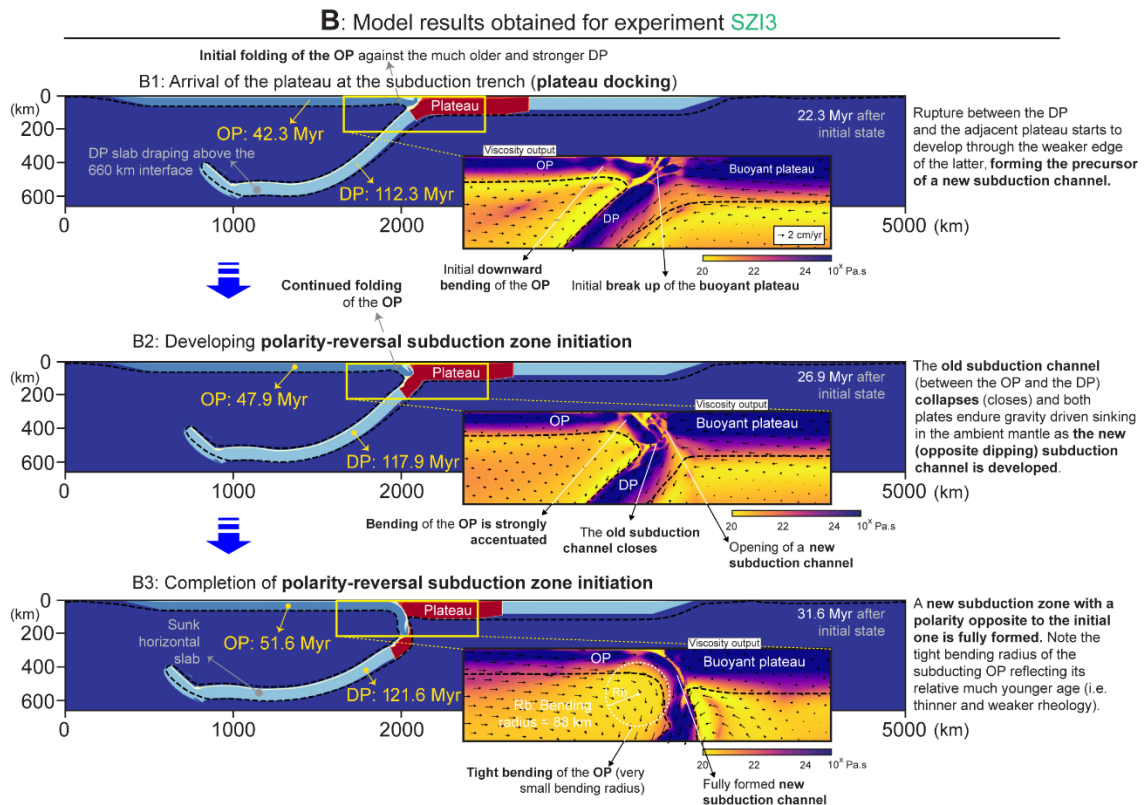 B: Model results obtained for experiment SZI3
Initial folding of the OP against the much older and stronger DP
B1: Arrival of the plateau at the subduction trench (plateau docking)
0
(km)
200
400
600
Plateau
OP: 42.3 Myr
22.3 Myr after
initial state
DP slab draping above the
660 km interface
DP: 112.3 Myr
Viscosity output
OP
Buoyant plateau
DP
2 cm/yr
0
1000
2000
5000 (km)
20 22 24 10^x Pa.s
Initial downward
bending of the OP
Initial break up of the buoyant plateau
Rupture between the DP
and the adjacent plateau starts to
develop through the weaker edge
of the latter, forming the precursor
of a new subduction channel.
Continued folding
of the OP
B2: Developing polarity-reversal subduction zone initiation
0
(km)
200
400
600
Plateau
OP: 47.9 Myr
26.9 Myr after
initial state
DP: 117.9 Myr
Viscosity output
OP
Buoyant plateau
DP
0
1000
2000
5000 (km)
20 22 24 10^x Pa.s
Bending of the OP is strongly
accentuated
The old subduction
channel closes
Opening of a new
subduction channel
The old subduction channel
(between the OP and the DP)
collapses (closes) and both
plates endure gravity driven sinking
in the ambient mantle as the new
(opposite dipping) subduction
channel is developed.
B3: Completion of polarity-reversal subduction zone initiation
0
(km)
200
400
600
Plateau
Sunk
horizontal
slab
OP: 51.6 Myr
31.6 Myr after
initial state
DP: 121.6 Myr
Viscosity output
OP
Buoyant plateau
Rb
Rb: Bending
radius = 88 km
0
1000
2000
5000 (km)
20 22 24 10^x Pa.s
Tight bending of the OP (very
small bending radius)
Fully formed new
subduction channel
A new subduction zone with a
polarity opposite to the initial
one is fully formed. Note the
tight bending radius of the
subducting OP reflecting its
relative much younger age (i.e.
thinner and weaker rheology).